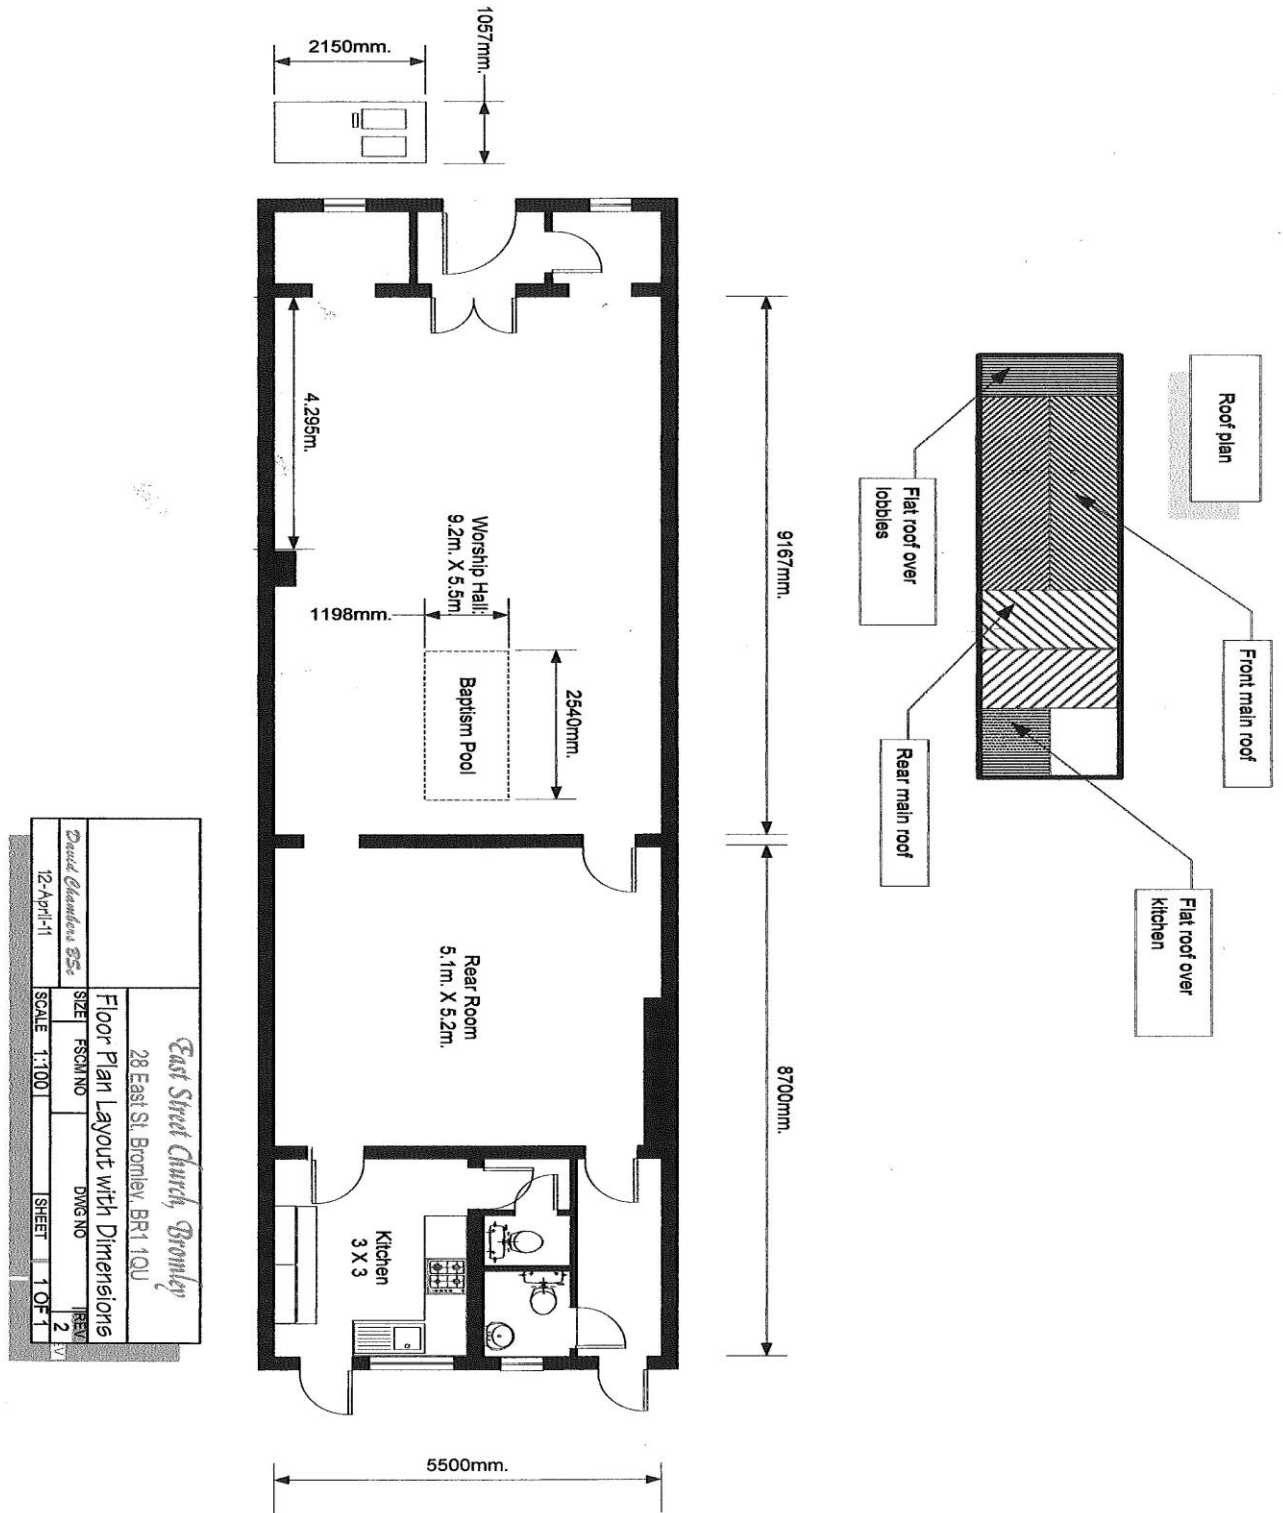 Roof plan
Front main roof
Flat roof over
kitchen
Flat roof over
lobbies
Rear main roof
9167mm.
8700mm.
2150mm.
1057mm.
4.295m.
Worship Hall:
9.2m. X 5.5m.
1198mm.
2540mm.
Baptism Pool
Rear Room
5.1m. X 5.2m.
Kitchen
3 X 3
5500mm.
East Street Church, Bromley
28 East St, Bromley, BR1 1QU
Floor Plan Layout with Dimensions
David Chambers BSc
12-April-11
SIZE FSCM NO DWG NO REV
2
SCALE 1:100 SHEET 1 OF 1